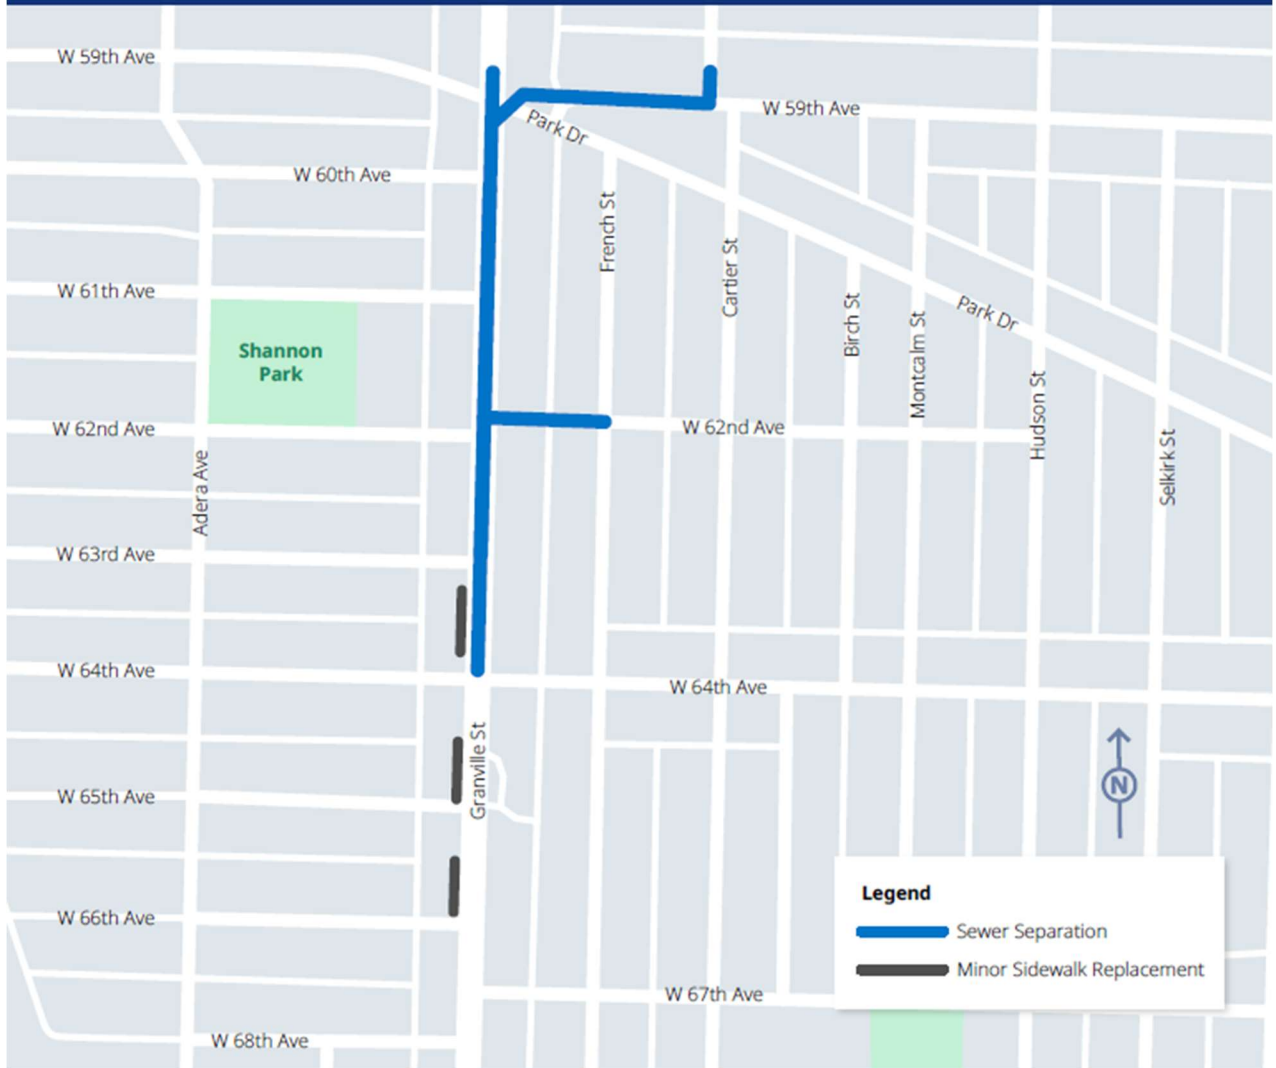 W 59th Ave
W 59th Ave
Park Dr
W 60th Ave
French St
Cartier St
W 61th Ave
Birch St
Montcalm St
Park Dr
Shannon
Park
Hudson St
W 62nd Ave
W 62nd Ave
Selkirk St
Adera Ave
W 63rd Ave
W 64th Ave
W 64th Ave
Granville St
W 65th Ave
N
Legend
W 66th Ave
Sewer Separation
Minor Sidewalk Replacement
W 67th Ave
W 68th Ave